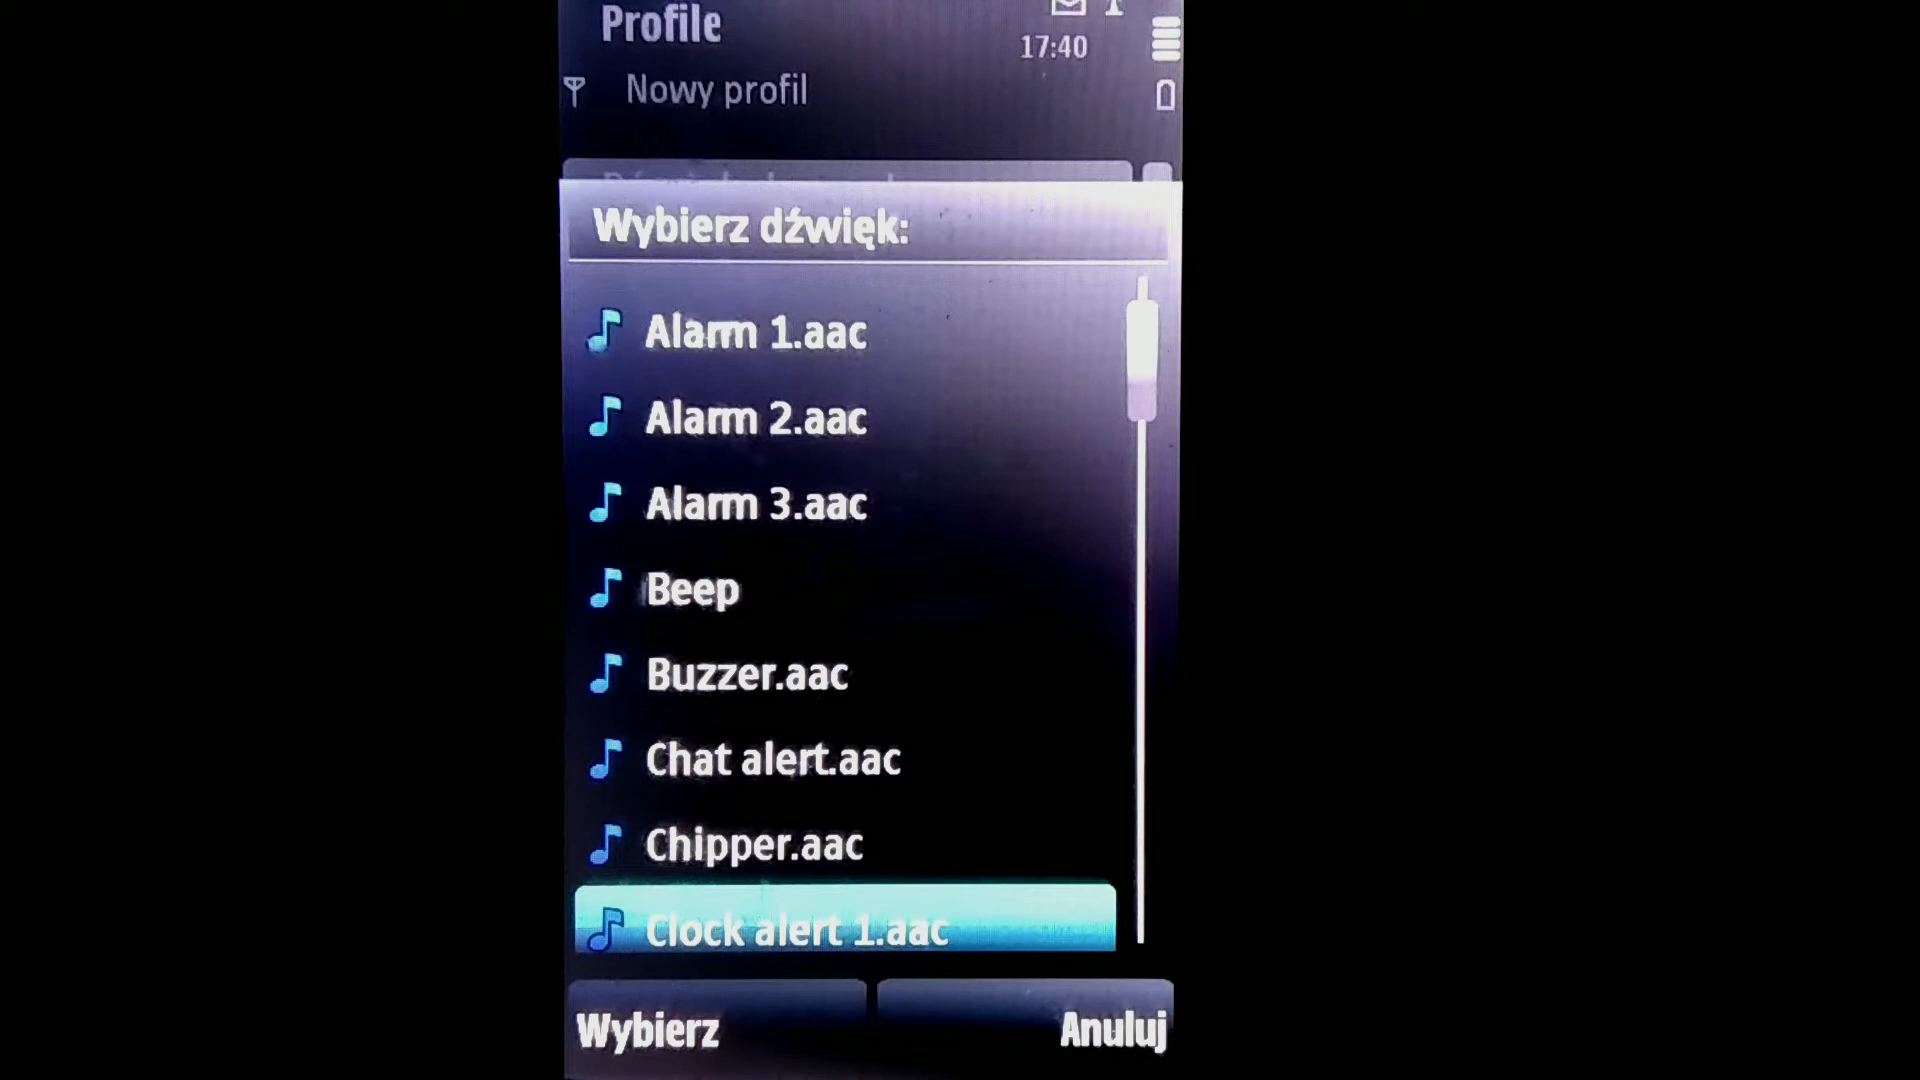 Profile
17:40
Nowy profil
Wybierz dźwięk:
Alarm 1.aac
Alarm 2.aac
Alarm 3.aac
Beep
Buzzer.aac
Chat alert.aac
Chipper.aac
Clock alert 1.aac
Wybierz
Anuluj